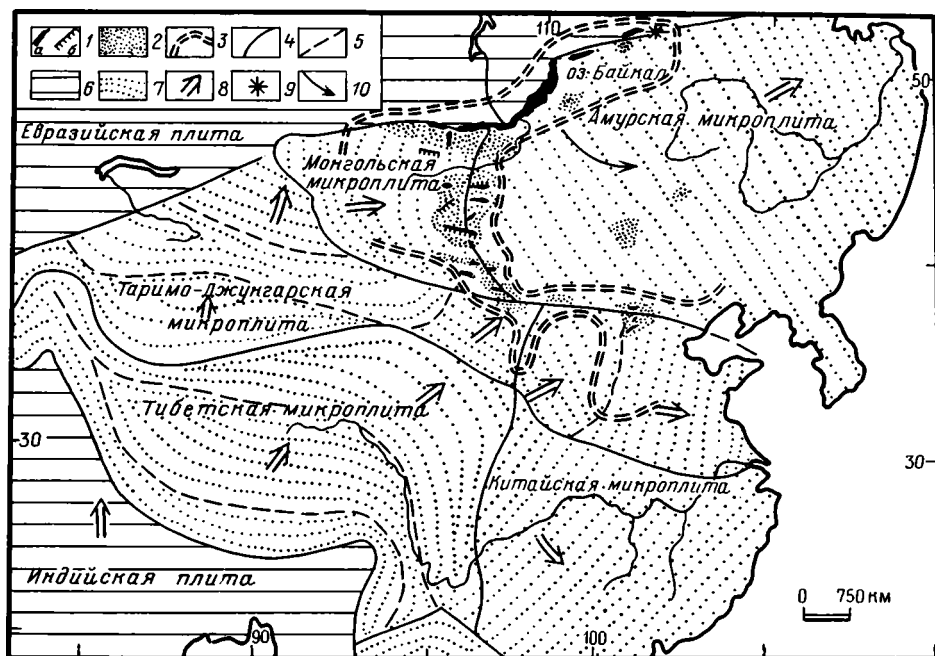 а б 1 2 3 4 5
6 7 8 9 10
110
оз. Байкал
50
Евразийская плита
Амурская микроплита
Монгольская
микроплита
Таримо-Джунгарская
микроплита
Тибетская микроплита
30
30
Китайская микроплита
Индийская плита
0 750 км
90
100